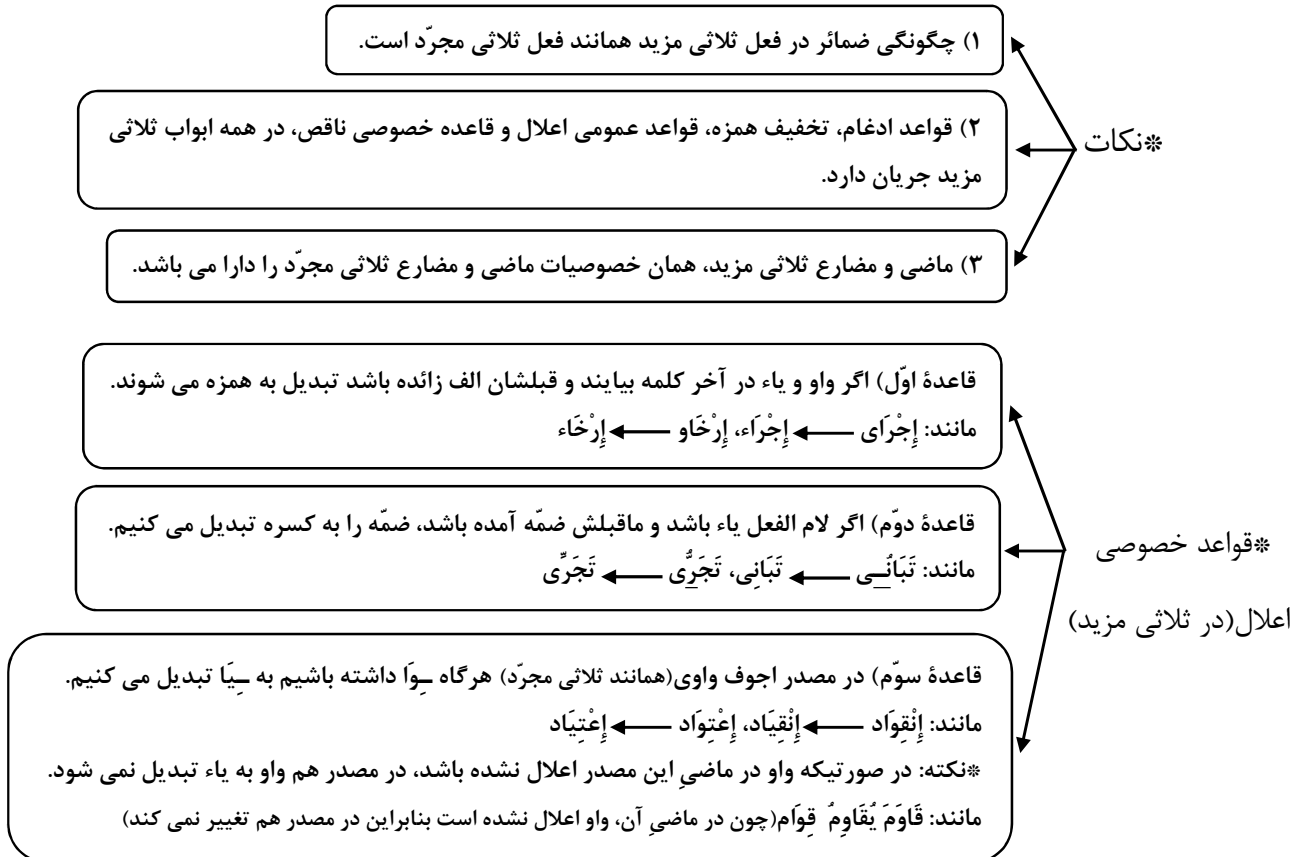 *نکات
۱) چگونگی ضمائر در فعل ثلاثی مزید همانند فعل ثلاثی مجرّد است.
۲) قواعد ادغام، تخفیف همزه، قواعد عمومی اعلال و قاعده خصوصی ناقص، در همه ابواب ثلاثی
مزید جریان دارد.
۳) ماضی و مضارع ثلاثی مزید، همان خصوصیات ماضی و مضارع ثلاثی مجرّد را دارا می باشد.
*قواعد خصوصی
اعلال(در ثلاثی مزید)
قاعدۀ اوّل) اگر واو و یاء در آخر کلمه بیایند و قبلشان الف زائده باشد تبدیل به همزه می شوند.
مانند: إِجْرَای ← إِجْرَاء، إِرْخَاو ← إِرْخَاء
قاعدۀ دوّم) اگر لام الفعل یاء باشد و ماقبلش ضمّه آمده باشد، ضمّه را به کسره تبدیل می کنیم.
مانند: تَبَانُـی ← تَبَانِی، تَجَرُّی ← تَجَرِّی
قاعدۀ سوّم) در مصدر اجوف واوی(همانند ثلاثی مجرّد) هرگاه ـِوَا داشته باشیم به ـِیَا تبدیل می کنیم.
مانند: إِنْقِوَاد ← إِنْقِیَاد، إِعْتِوَاد ← إِعْتِیَاد
*نکته: در صورتیکه واو در ماضیِ این مصدر اعلال نشده باشد، در مصدر هم واو به یاء تبدیل نمی شود.
مانند: قَاوَمَ یُقَاوِمُ قِوَام(چون در ماضیِ آن، واو اعلال نشده است بنابراین در مصدر هم تغییر نمی کند)